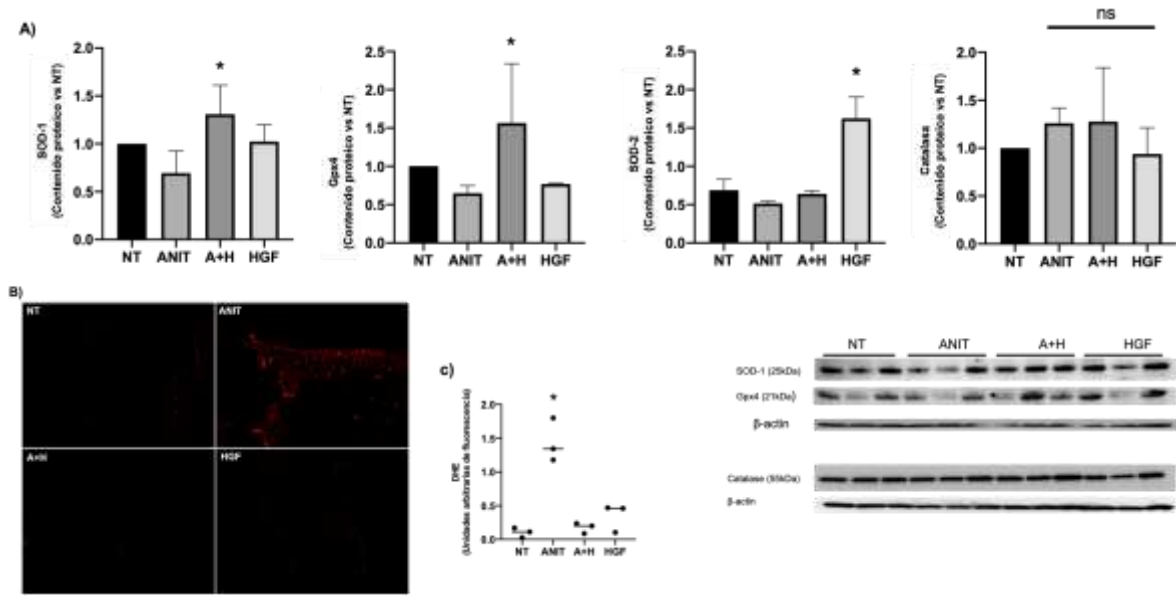 A)
SOD-1
(Contenido proteico vs NT)
2.0
1.5
1.0
0.5
0.0
*
NT ANIT A+H HGF
Gpx4
(Contenido proteico vs NT)
2.5
2.0
1.5
1.0
0.5
0.0
*
NT ANIT A+H HGF
SOD-2
(Contenido proteico vs NT)
2.5
2.0
1.5
1.0
0.5
0.0
*
NT ANIT A+H HGF
ns
Catalasa
(Contenido proteico vs NT)
2.0
1.5
1.0
0.5
0.0
NT ANIT A+H HGF
B)
NT
ANIT
A+H
HGF
c)
DHE
(Unidades arbitrarias de fluorescencia)
2.0
1.5
1.0
0.5
0.0
*
NT ANIT A+H HGF
NT ANIT A+H HGF
SOD-1 (25kDa)
Gpx4 (21kDa)
β-actin
Catalase (55kDa)
β-actin